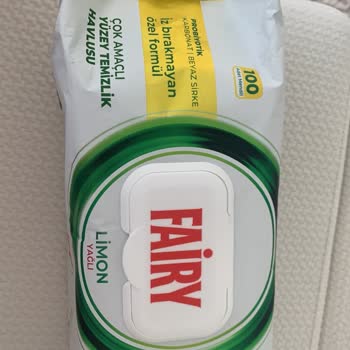 ÇOK AMAÇLI
YÜZEY TEMİZLİK
HAVLUSU
PROBİYOTİK
KARBONAT | BEYAZ SİRKE
İz bırakmayan
özel formül
100
FAIRY
LİMON
YAĞLI